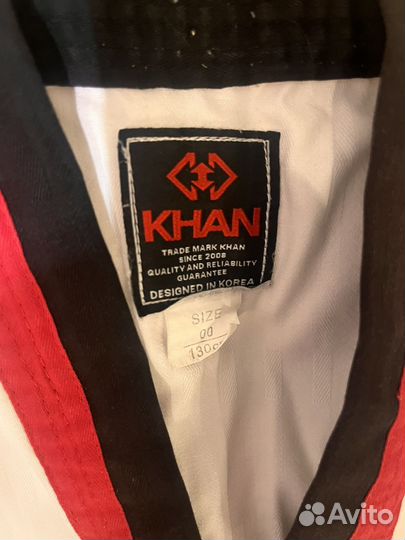 KHAN
TRADE MARK KHAN
SINCE 2008
QUALITY AND RELIABILITY
GUARANTEE
DESIGNED IN KOREA
SIZE
00
130cm
Avito